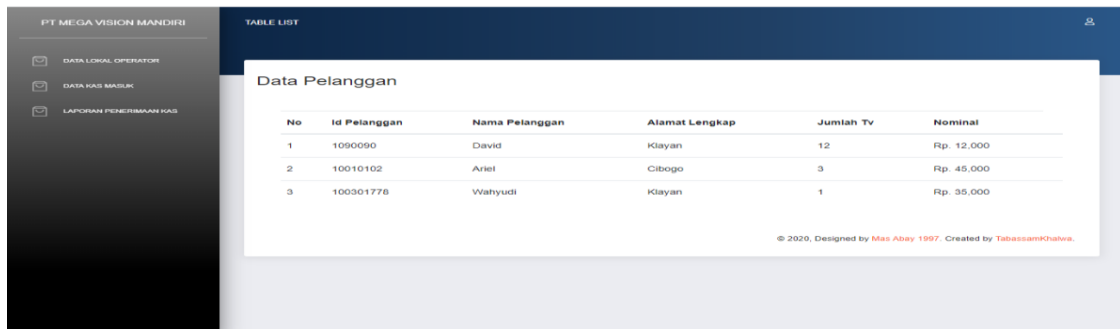 PT MEGA VISION MANDIRI
DATA LOKAL OPERATOR
DATA KAS MASUK
LAPORAN PENERIMAAN KAS
TABLE LIST
Data Pelanggan
No Id Pelanggan Nama Pelanggan Alamat Lengkap Jumlah Tv Nominal
1 1090090 David Klayan 12 Rp. 12,000
2 10010102 Ariel Cibogo 3 Rp. 45,000
3 100301778 Wahyudi Klayan 1 Rp. 35,000
© 2020, Designed by Mas Abay 1997. Created by TabassamKhalwa.